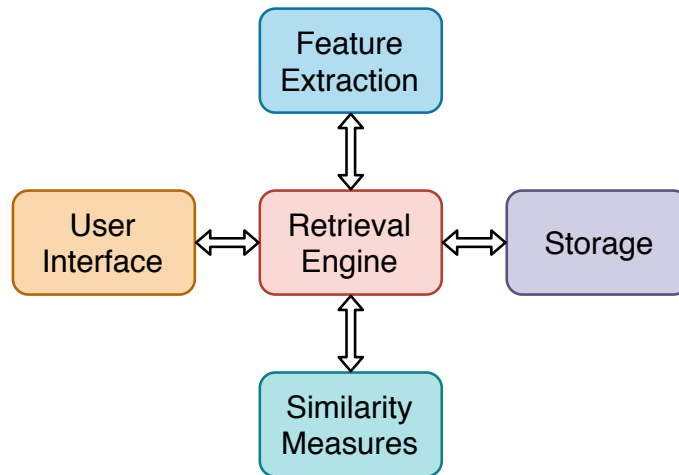 Feature
Extraction
User
Interface
Retrieval
Engine
Storage
Similarity
Measures